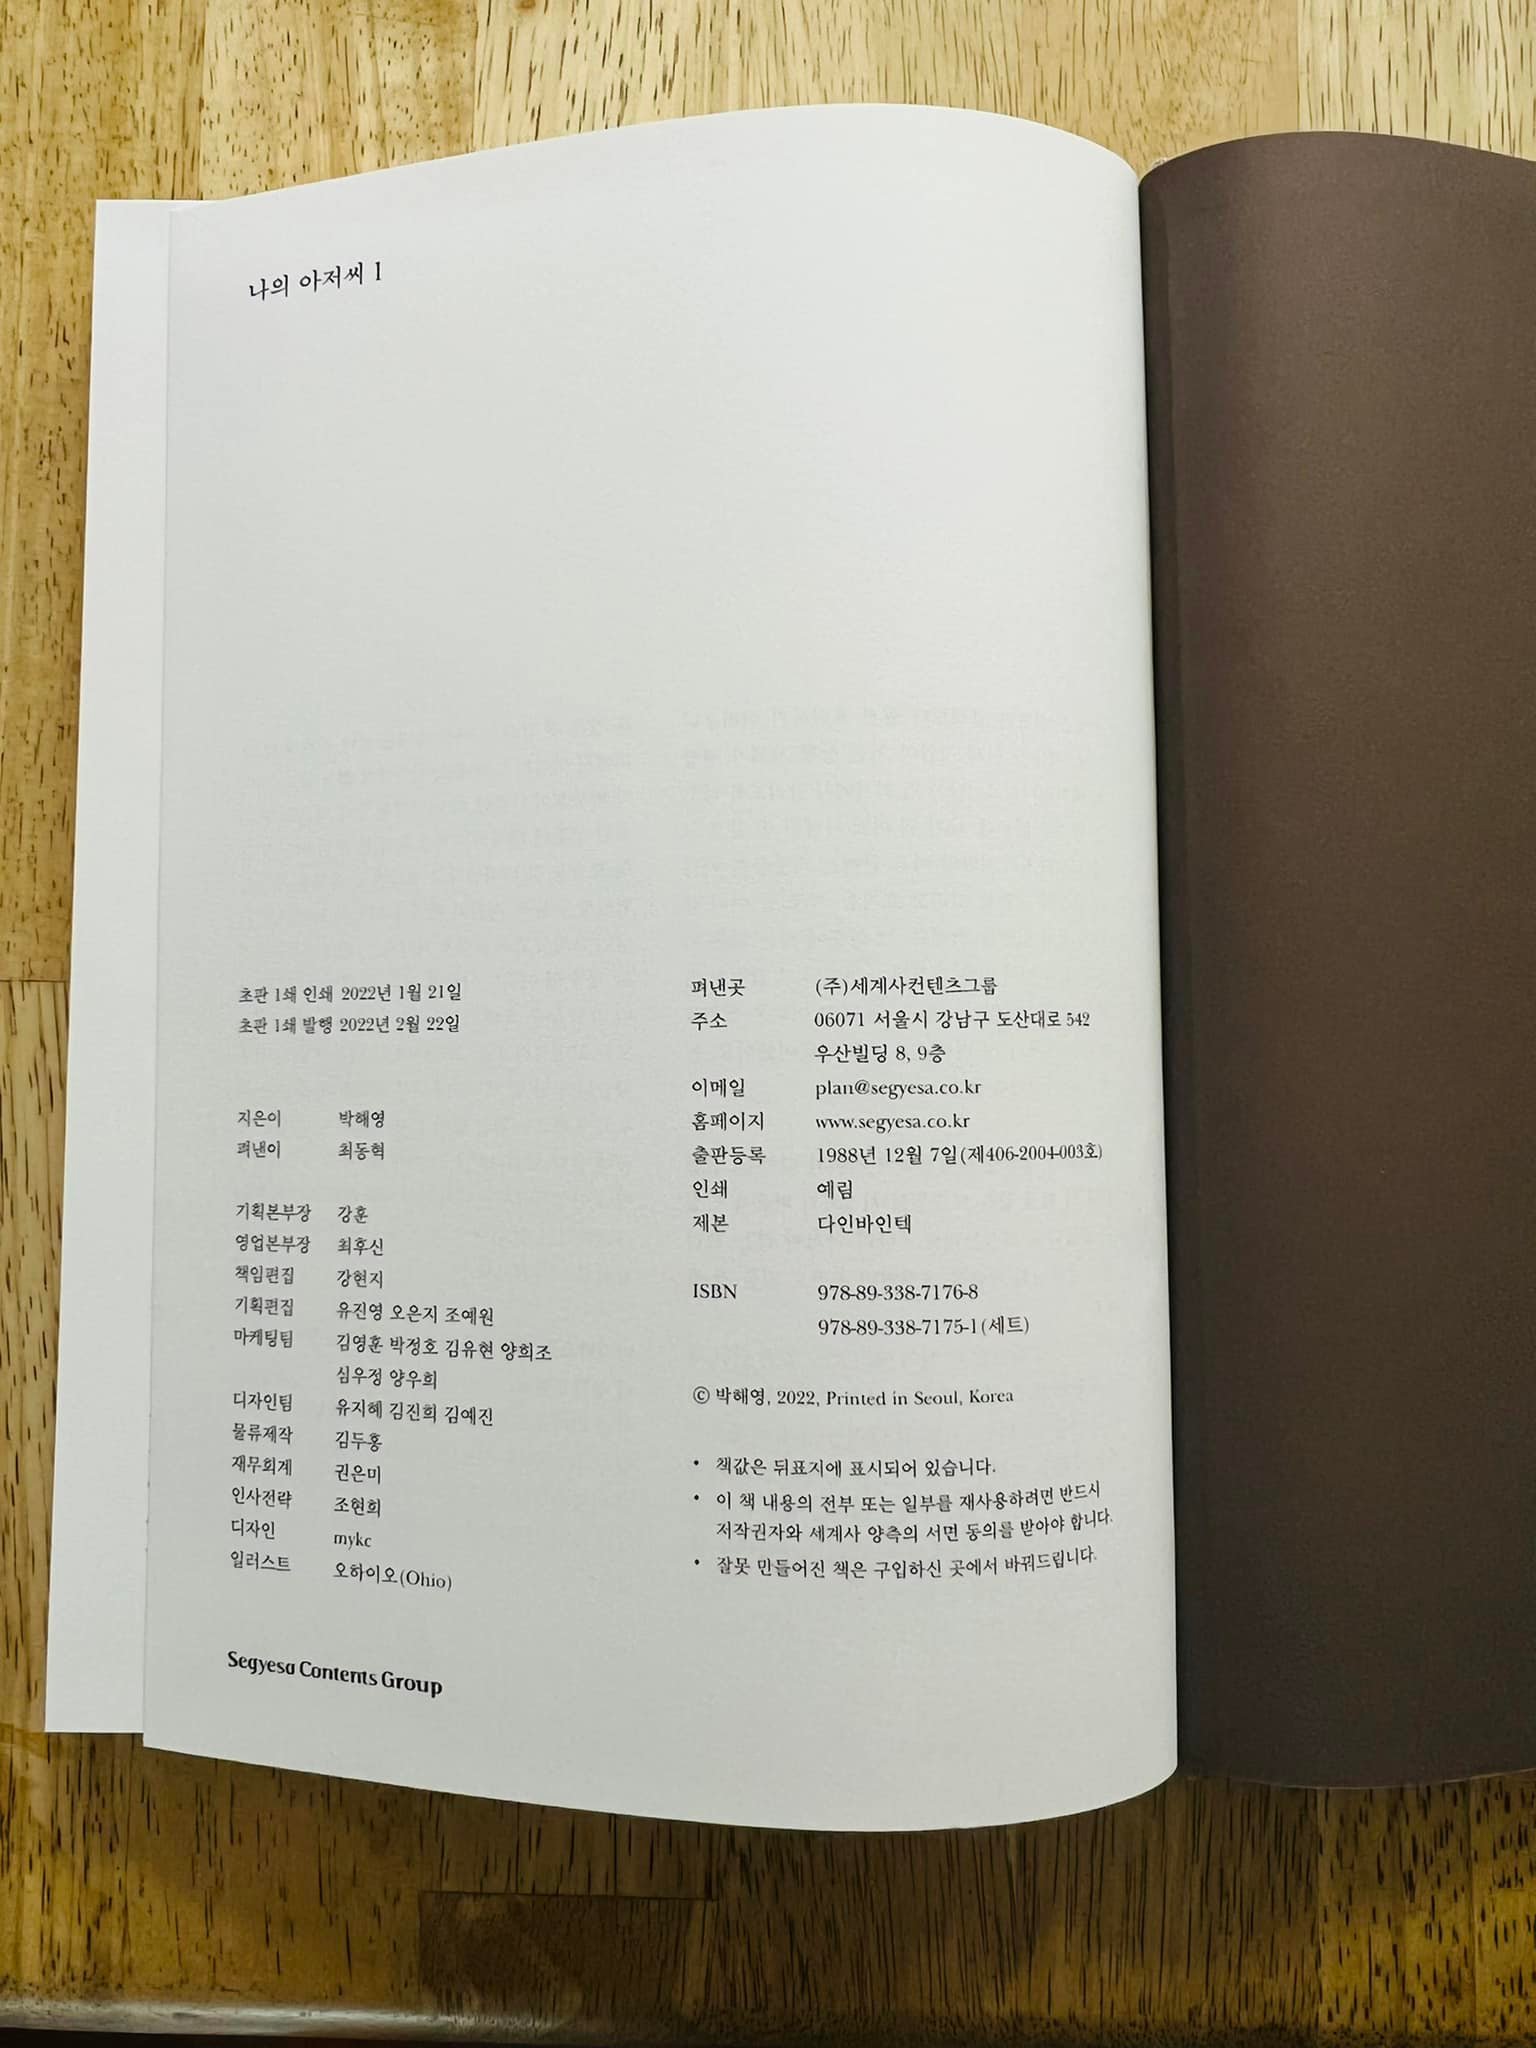 나의 아저씨 1
초판 1쇄 인쇄 2022년 1월 21일
초판 1쇄 발행 2022년 2월 22일
지은이 박해영
펴낸이 최동혁
기획본부장 강훈
영업본부장 최후신
책임편집 강현지
기획편집 유진영 오은지 조예원
마케팅팀 김영훈 박정호 김유현 양희조
심우정 양우희
디자인팀 유지혜 김진희 김예진
물류제작 김두홍
재무회계 권은미
인사전략 조현희
디자인 mykc
일러스트 오하이오(Ohio)
Segyesa Contents Group
펴낸곳 (주)세계사컨텐츠그룹
주소 06071 서울시 강남구 도산대로 542
우산빌딩 8, 9층
이메일 plan@segyesa.co.kr
홈페이지 www.segyesa.co.kr
출판등록 1988년 12월 7일(제406-2004-003호)
인쇄 예림
제본 다인바인텍
ISBN 978-89-338-7176-8
978-89-338-7175-1(세트)
ⓒ 박해영, 2022, Printed in Seoul, Korea
• 책값은 뒤표지에 표시되어 있습니다.
• 이 책 내용의 전부 또는 일부를 재사용하려면 반드시
저작권자와 세계사 양측의 서면 동의를 받아야 합니다.
• 잘못 만들어진 책은 구입하신 곳에서 바꿔드립니다.